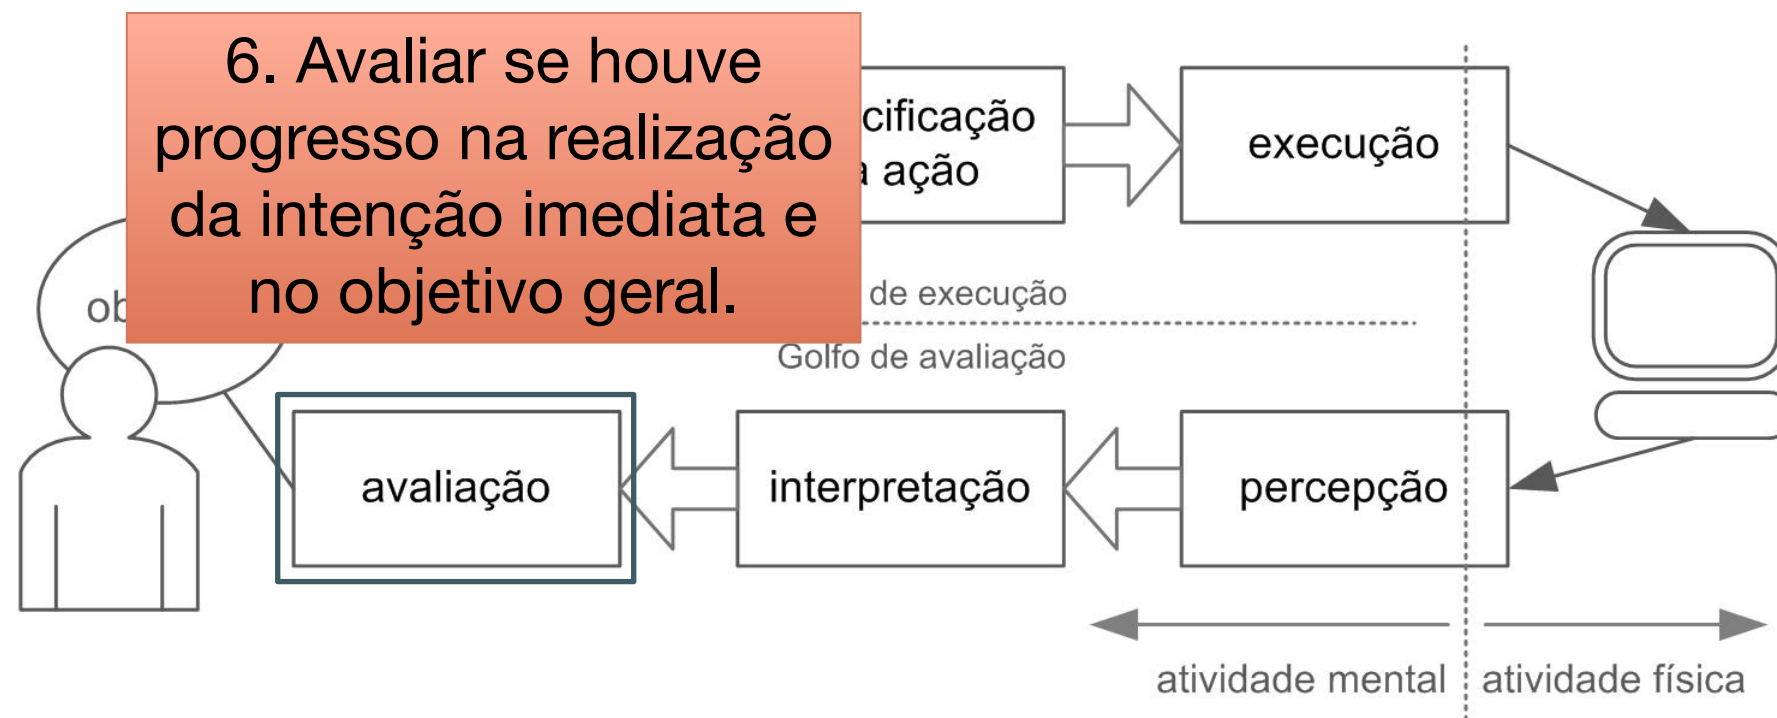 6. Avaliar se houve
progresso na realização
da intenção imediata e
no objetivo geral.
cificação
ação
execução
ob
de execução
Golfo de avaliação
avaliação
interpretação
percepção
atividade mental
atividade física